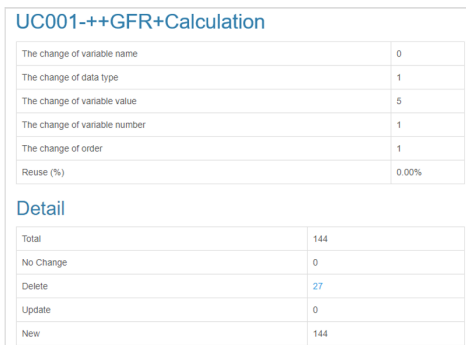 UC001-++GFR+Calculation
The change of variable name 0
The change of data type 1
The change of variable value 5
The change of variable number 1
The change of order 1
Reuse (%) 0.00%
Detail
Total 144
No Change 0
Delete 27
Update 0
New 144